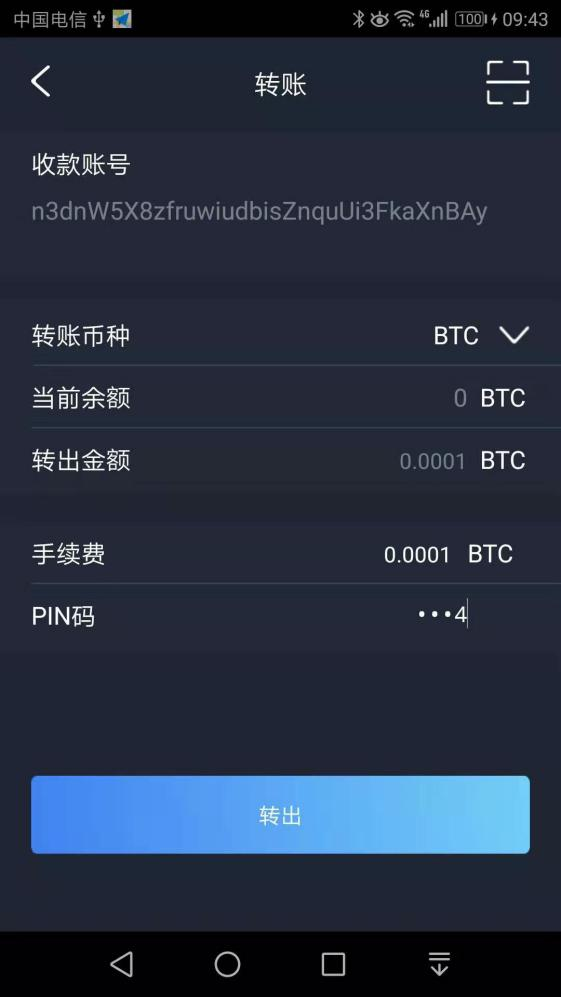 中国电信 4G 100 09:43
转账
收款账号
n3dnW5X8zfruwiudbisZnquUi3FkaXnBAy
转账币种 BTC
当前余额 0 BTC
转出金额 0.0001 BTC
手续费 0.0001 BTC
PIN码 •••4
转出